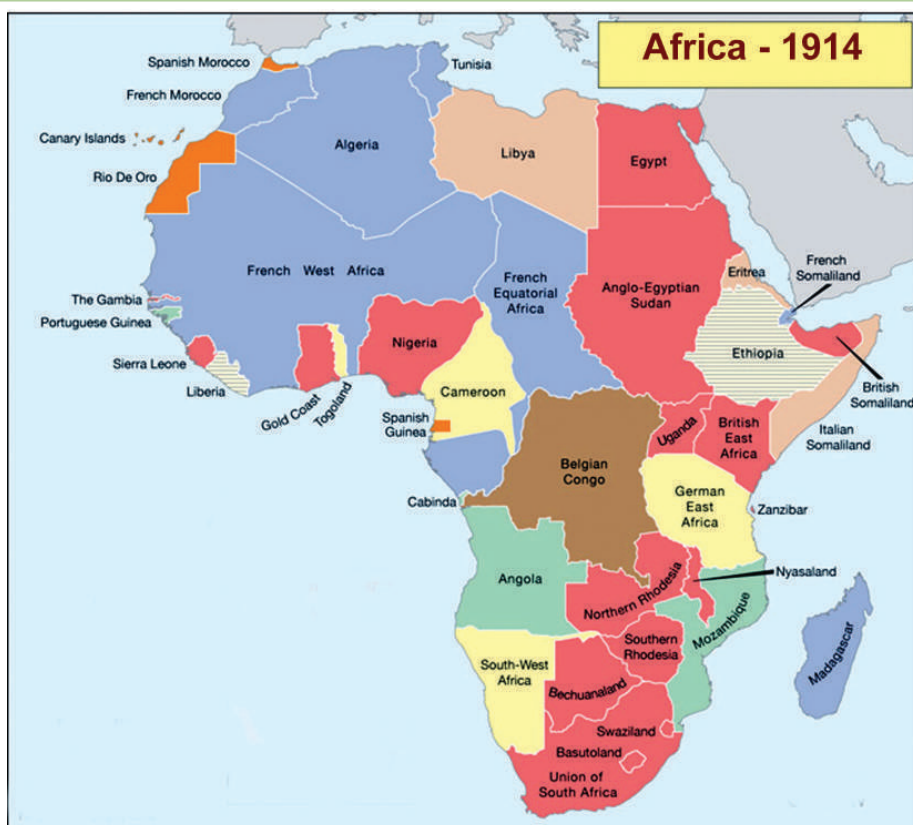 Africa - 1914
Spanish Morocco
Tunisia
French Morocco
Canary Islands
Algeria
Libya
Egypt
Rio De Oro
French West Africa
French
Equatorial
Africa
Anglo-Egyptian
Sudan
Eritrea
French
Somaliland
The Gambia
Portuguese Guinea
Nigeria
Ethiopia
Sierra Leone
Liberia
Gold Coast
Togoland
Cameroon
British
Somaliland
Spanish
Guinea
Uganda
British
East
Africa
Italian
Somaliland
Belgian
Congo
Cabinda
German
East
Africa
Zanzibar
Angola
Northern Rhodesia
Nyasaland
Mozambique
Madagascar
South-West
Africa
Southern
Rhodesia
Bechuanaland
Swaziland
Basutoland
Union of
South Africa